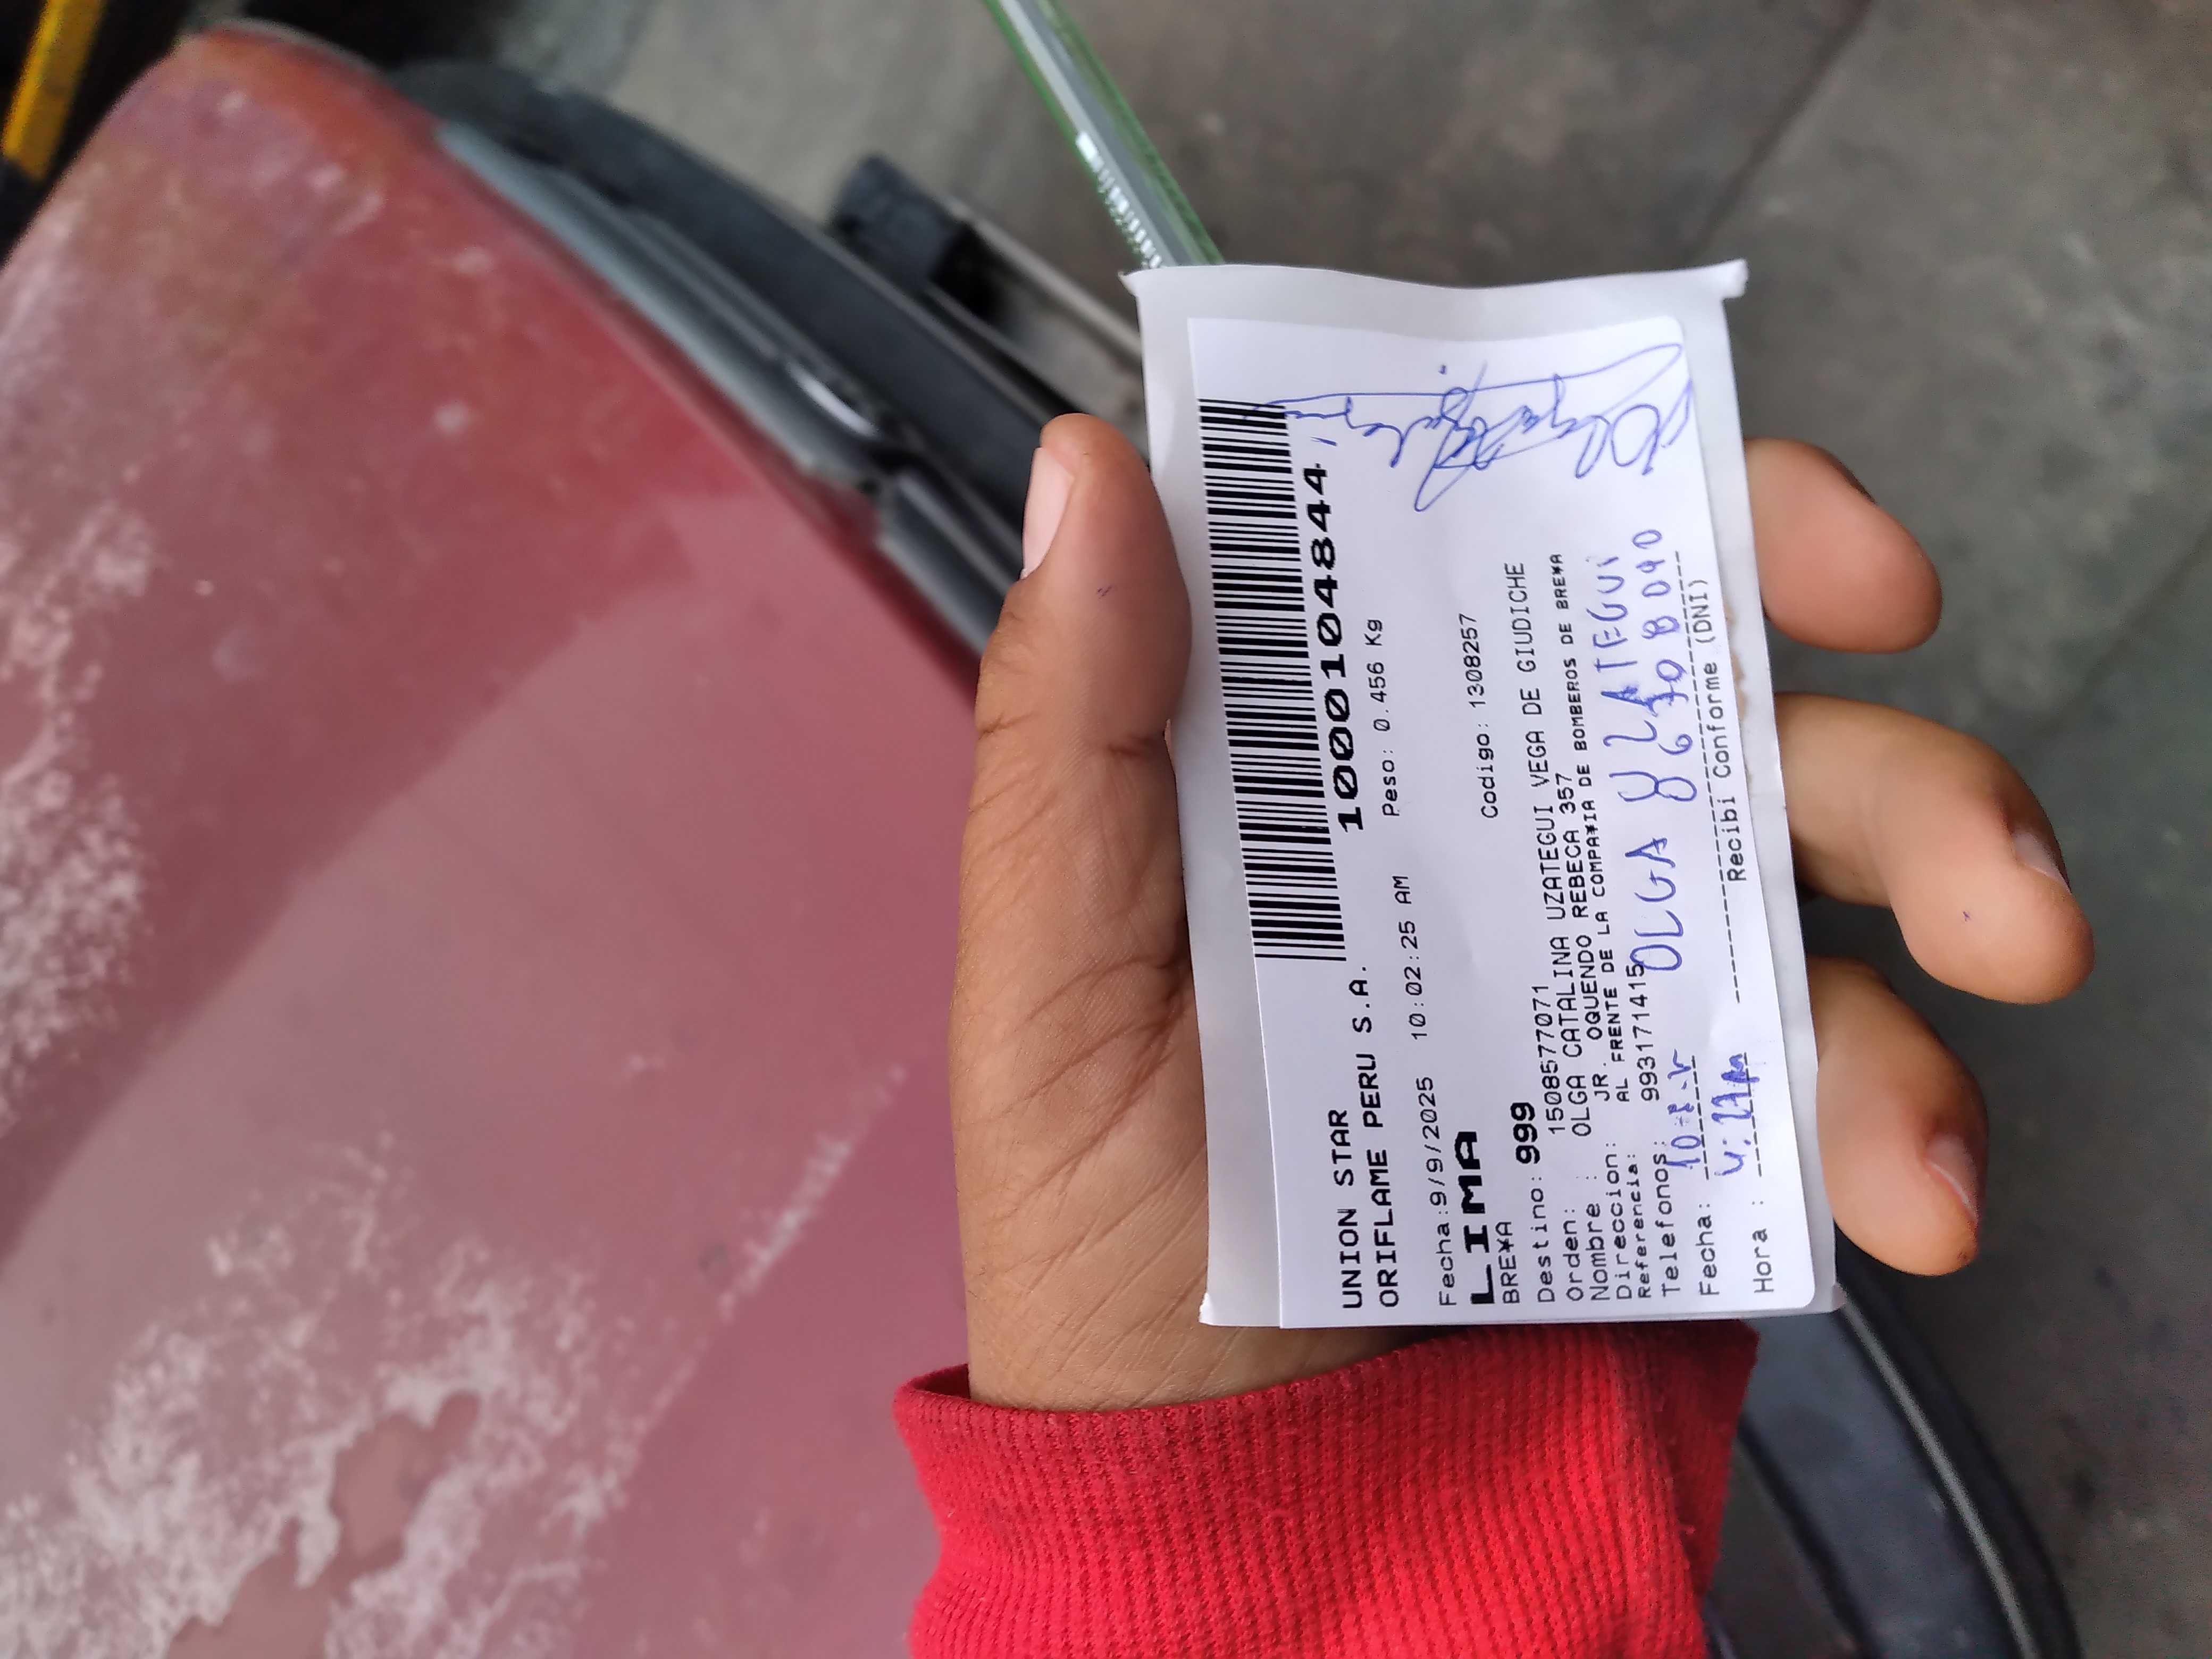 1000104844
UNION STAR
ORIFLAME PERU S.A.
Fecha:9/9/2025 10:02:25 AM Peso: 0.456 Kg
LIMA
BRE¥A Codigo: 1308257
Destino: 999
Orden: 1508577071
Nombre : OLGA CATALINA UZATEGUI VEGA DE GIUDICHE
Direccion: JR. OQUENDO REBECA 357
Referencia: AL FRENTE DE LA COMPA¥IA DE BOMBEROS DE BRE¥A
Telefonos: 993171415
OLGA
Fecha:
Hora : 4:27
Recibi Conforme (DNI)